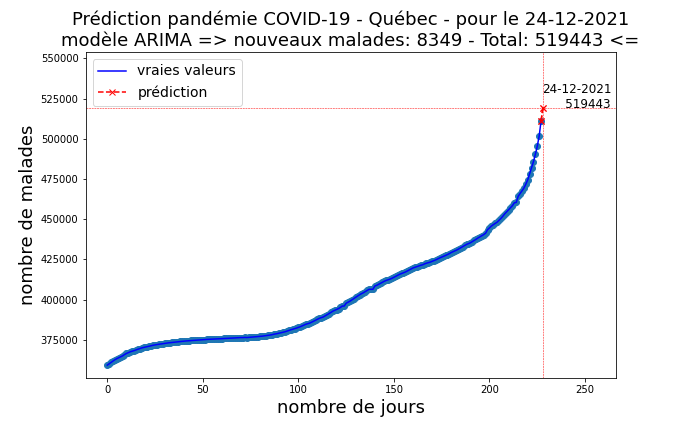 Prédiction pandémie COVID-19 - Québec - pour le 24-12-2021
modèle ARIMA => nouveaux malades: 8349 - Total: 519443 <=
vraies valeurs
prédiction
24-12-2021
519443
nombre de malades
550000
525000
500000
475000
450000
425000
400000
375000
0
50
100
150
200
250
nombre de jours